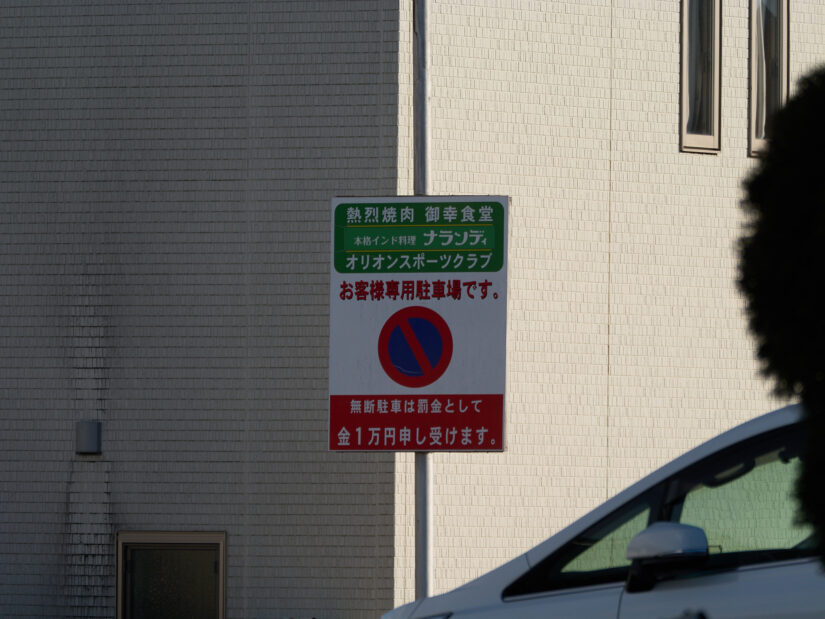 熱烈焼肉 御幸食堂
本格インド料理 ナランディ
オリオンスポーツクラブ
お客様専用駐車場です。
無断駐車は罰金として
金1万円申し受けます。